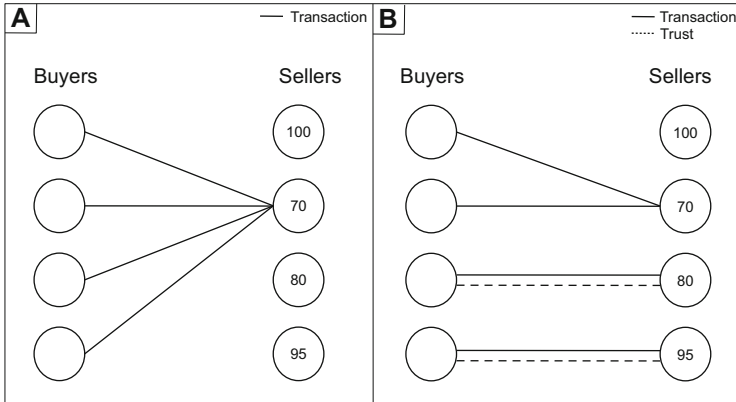 A
Transaction
Buyers
Sellers
100
70
80
95
B
Transaction
Trust
Buyers
Sellers
100
70
80
95